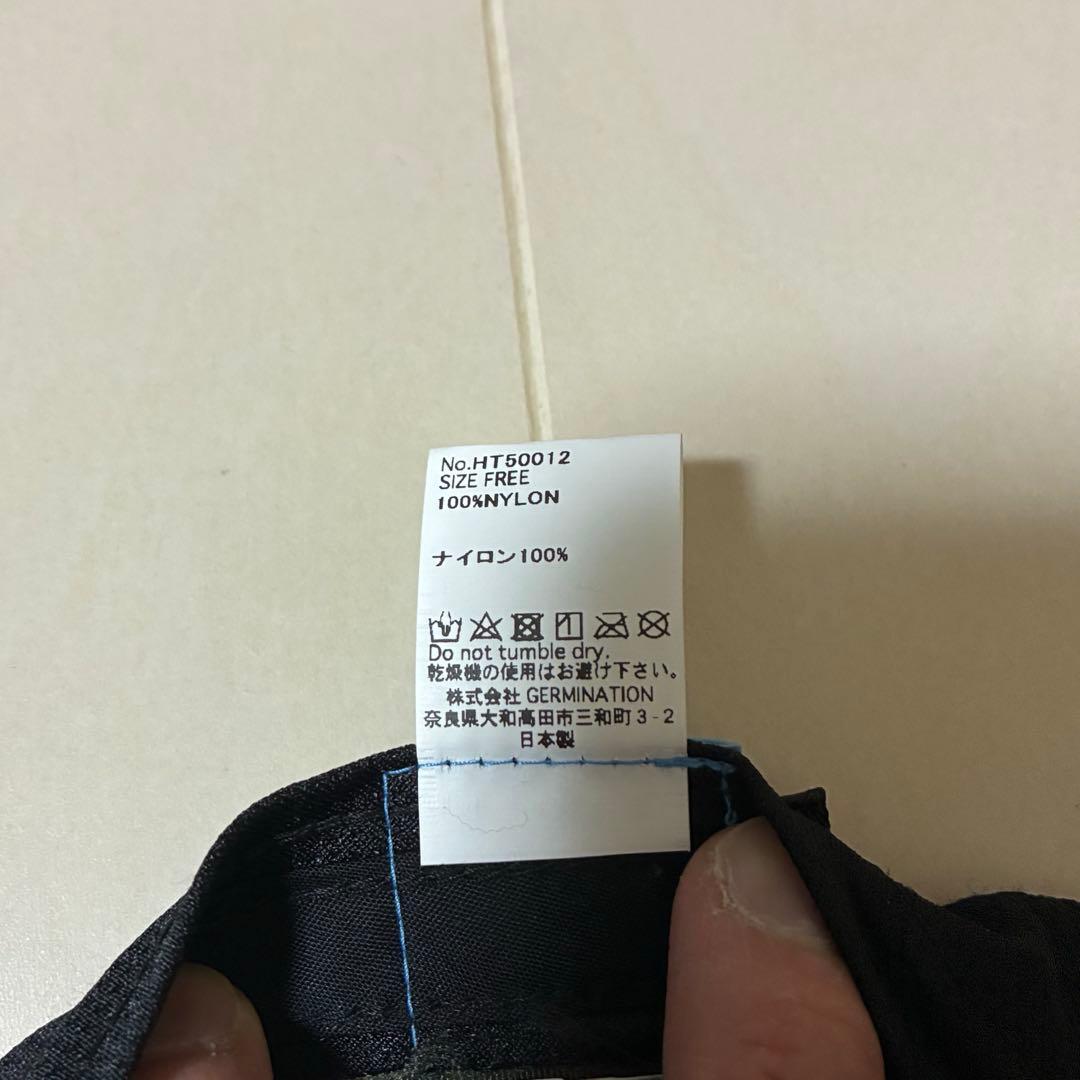 No.HT50012
SIZE FREE
100%NYLON
ナイロン100%
Do not tumble dry.
乾燥機の使用はお避け下さい。
株式会社 GERMINATION
奈良県大和高田市三和町3-2
日本製